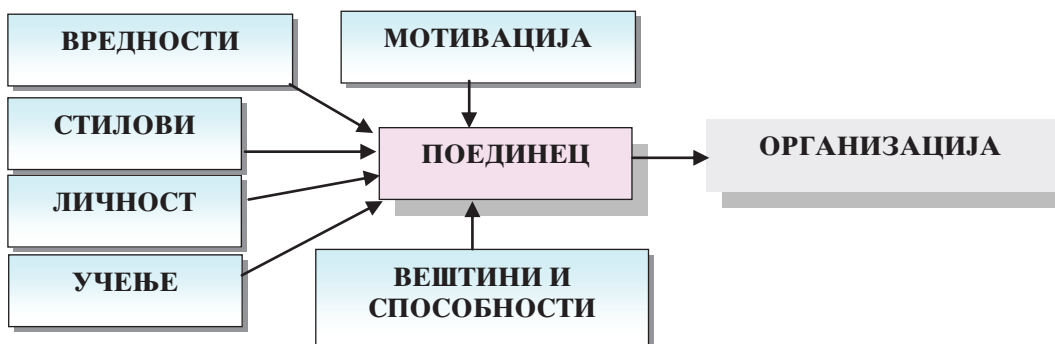 ВРЕДНОСТИ
МОТИВАЦИЈА
СТИЛОВИ
ПОЕДИНЕЦ
ОРГАНИЗАЦИЈА
ЛИЧНОСТ
УЧЕЊЕ
ВЕШТИНИ И
СПОСОБНОСТИ